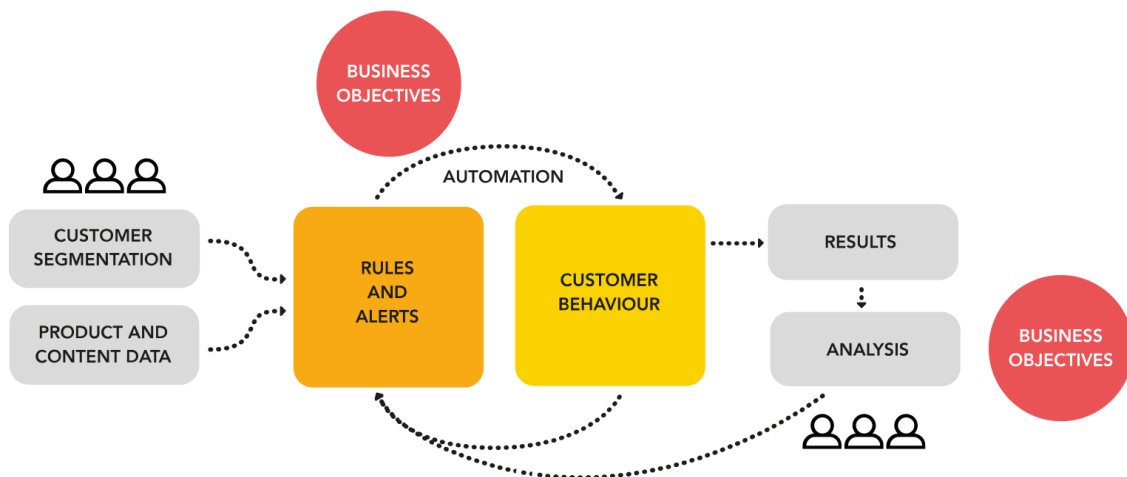 BUSINESS
OBJECTIVES
AUTOMATION
CUSTOMER
SEGMENTATION
PRODUCT AND
CONTENT DATA
RULES
AND
ALERTS
CUSTOMER
BEHAVIOUR
RESULTS
ANALYSIS
BUSINESS
OBJECTIVES